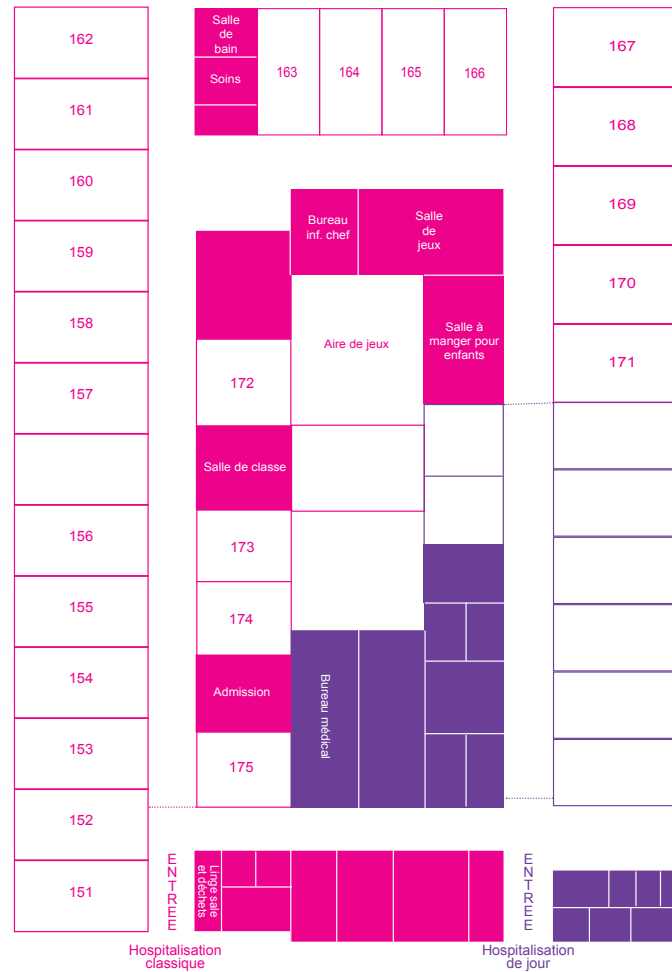 162
161
160
159
158
157
156
155
154
153
152
151
Salle
de
bain
Soins
163
164
165
166
167
168
169
170
171
Bureau
inf. chef
Salle
de
jeux
Aire de jeux
Salle à
manger pour
enfants
172
Salle de classe
173
174
Admission
175
Bureau médical
ENTREE
Linge sale
et déchets
ENTREE
Hospitalisation
classique
Hospitalisation
de jour